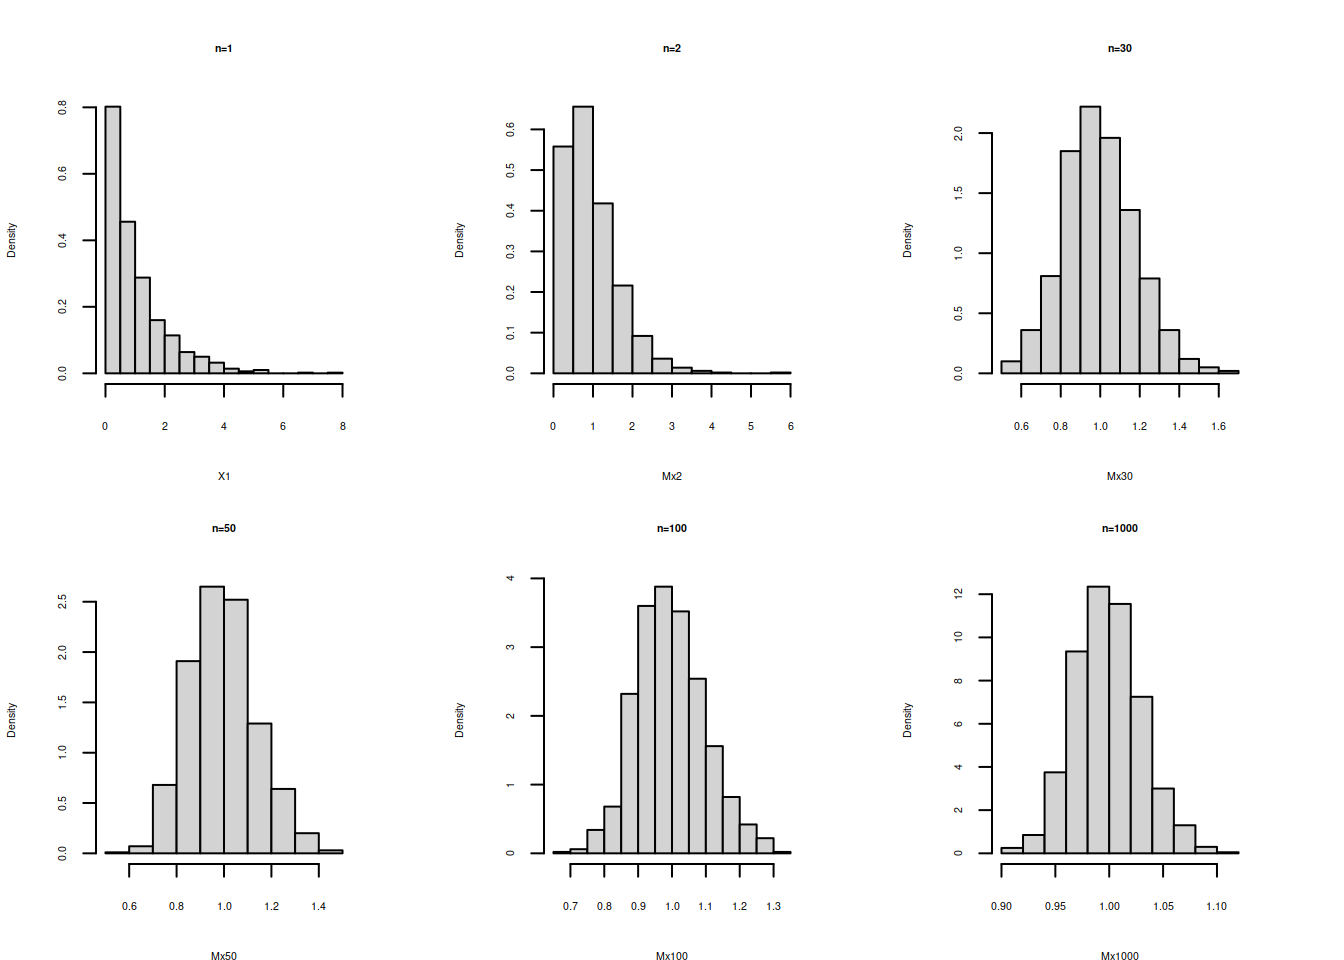 n=1
0.8
0.6
0.4
0.2
0.0
Density
0 2 4 6 8
X1
n=2
0.6
0.5
0.4
0.3
0.2
0.1
0.0
Density
0 1 2 3 4 5 6
Mx2
n=30
2.0
1.5
1.0
0.5
0.0
Density
0.6 0.8 1.0 1.2 1.4 1.6
Mx30
n=50
2.5
2.0
1.5
1.0
0.5
0.0
Density
0.6 0.8 1.0 1.2 1.4
Mx50
n=100
4
3
2
1
0
Density
0.7 0.8 0.9 1.0 1.1 1.2 1.3
Mx100
n=1000
12
10
8
6
4
2
0
Density
0.90 0.95 1.00 1.05 1.10
Mx1000